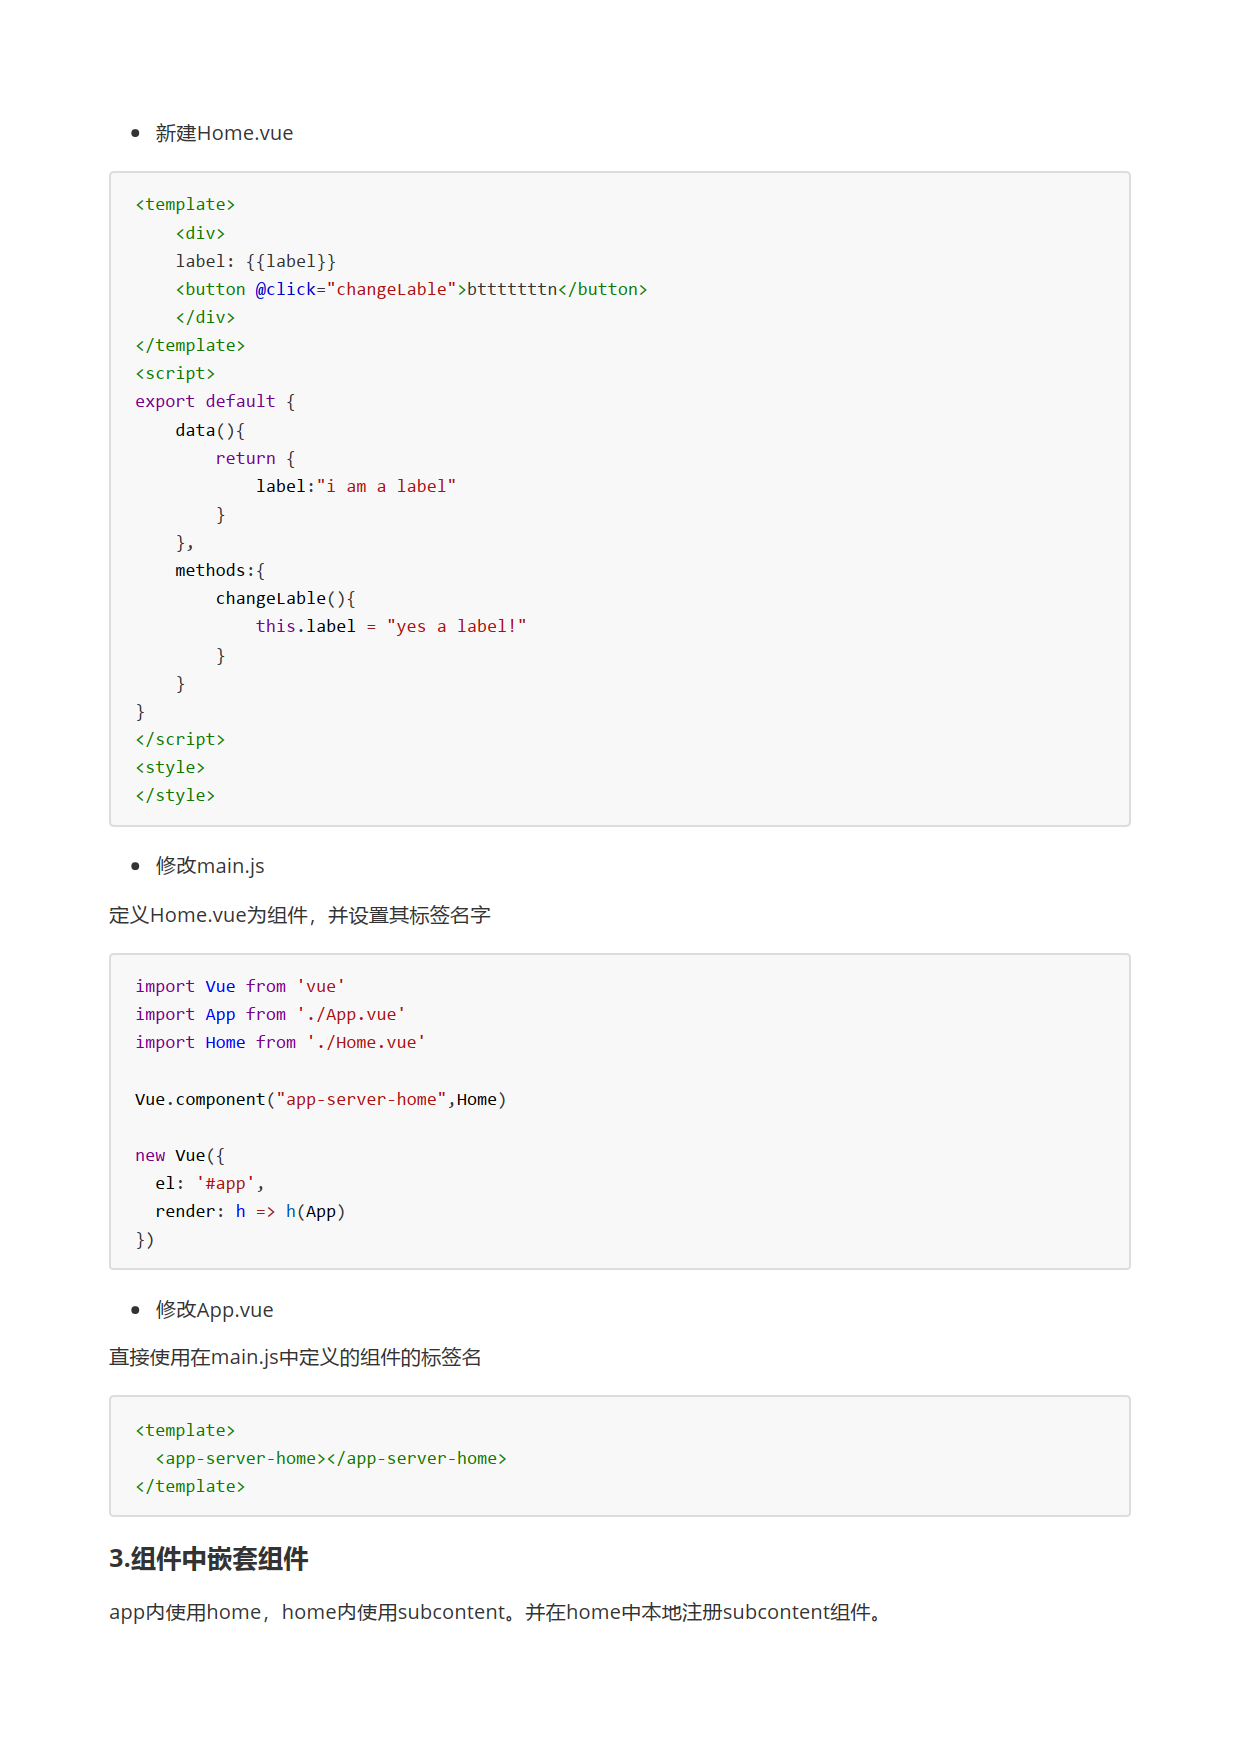 新建Home.vue
<template>
    <div>
    label: {{label}}
    <button @click="changeLable">btttttttn</button>
    </div>
</template>
<script>
export default {
    data(){
        return {
            label:"i am a label"
        }
    },
    methods:{
        changeLable(){
            this.label = "yes a label!"
        }
    }
}
</script>
<style>
</style>
修改main.js
定义Home.vue为组件，并设置其标签名字
import Vue from 'vue'
import App from './App.vue'
import Home from './Home.vue'
Vue.component("app-server-home",Home)
new Vue({
  el: '#app',
  render: h => h(App)
})
修改App.vue
直接使用在main.js中定义的组件的标签名
<template>
  <app-server-home></app-server-home>
</template>
3.组件中嵌套组件
app内使用home，home内使用subcontent。并在home中本地注册subcontent组件。